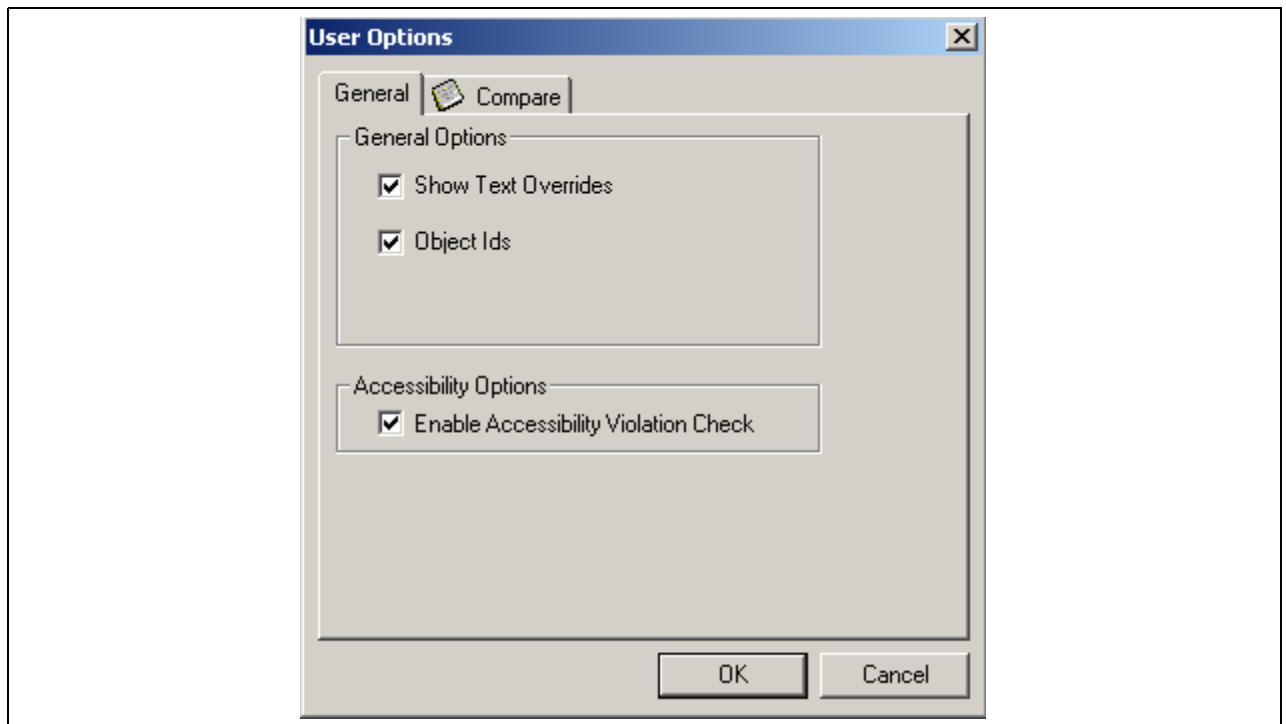 User Options
General
Compare
General Options
Show Text Overrides
Object Ids
Accessibility Options
Enable Accessibility Violation Check
OK
Cancel